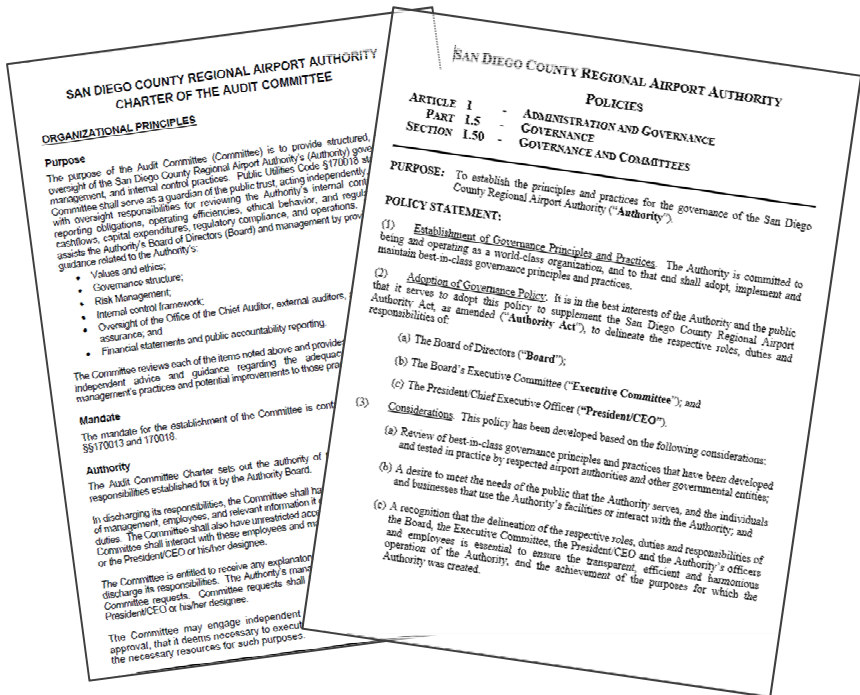 SAN DIEGO COUNTY REGIONAL AIRPORT AUTHORITY
CHARTER OF THE AUDIT COMMITTEE
ORGANIZATIONAL PRINCIPLES
Purpose
The purpose of the Audit Committee (Committee) is to provide structured,
oversight of the San Diego County Regional Airport Authority's (Authority) gove
management, and internal control practices. Public Utilities Code §170018 st
Committee shall serve as a guardian of the public trust, acting independently,
with oversight responsibilities for reviewing the Authority's internal cont
reporting obligations, operating efficiencies, ethical behavior, and regul
cashflows, capital expenditures, regulatory compliance, and operations.
assists the Authority's Board of Directors (Board) and management by prov
guidance related to the Authority's:
• Values and ethics;
• Governance structure;
• Risk Management;
• Internal control framework;
• Oversight of the Office of the Chief Auditor, external auditors,
assurance; and
• Financial statements and public accountability reporting.
The Committee reviews each of the items noted above and provides
independent advice and guidance regarding the adequac
management's practices and potential improvements to those pra
Mandate
The mandate for the establishment of the Committee is cont
§§170013 and 170018.
Authority
The Audit Committee Charter sets out the authority of
responsibilities established for it by the Authority Board.
In discharging its responsibilities, the Committee shall ha
of management, employees, and relevant information it
duties. The Committee shall also have unrestricted acc
Committee shall interact with these employees and ma
or the President/CEO or his/her designee.
The Committee is entitled to receive any explanator
discharge its responsibilities. The Authority's mana
Committee requests. Committee requests shall
President/CEO or his/her designee.
The Committee may engage independent
approval, that it deems necessary to execut
the necessary resources for such purposes.
SAN DIEGO COUNTY REGIONAL AIRPORT AUTHORITY
POLICIES
ARTICLE 1 - ADMINISTRATION AND GOVERNANCE
PART 1.5 - GOVERNANCE
SECTION 1.50 - GOVERNANCE AND COMMITTEES
PURPOSE: To establish the principles and practices for the governance of the San Diego
County Regional Airport Authority ("Authority").
POLICY STATEMENT:
(1) Establishment of Governance Principles and Practices. The Authority is committed to
being and operating as a world-class organization, and to that end shall adopt, implement and
maintain best-in-class governance principles and practices.
(2) Adoption of Governance Policy. It is in the best interests of the Authority and the public
that it serves to adopt this policy to supplement the San Diego County Regional Airport
Authority Act, as amended ("Authority Act"), to delineate the respective roles, duties and
responsibilities of:
(a) The Board of Directors ("Board");
(b) The Board's Executive Committee ("Executive Committee"); and
(c) The President/Chief Executive Officer ("President/CEO").
(3) Considerations. This policy has been developed based on the following considerations:
(a) Review of best-in-class governance principles and practices that have been developed
and tested in practice by respected airport authorities and other governmental entities;
(b) A desire to meet the needs of the public that the Authority serves, and the individuals
and businesses that use the Authority's facilities or interact with the Authority; and
(c) A recognition that the delineation of the respective roles, duties and responsibilities of
the Board, the Executive Committee, the President/CEO and the Authority's officers
and employees is essential to ensure the transparent, efficient and harmonious
operation of the Authority, and the achievement of the purposes for which the
Authority was created.